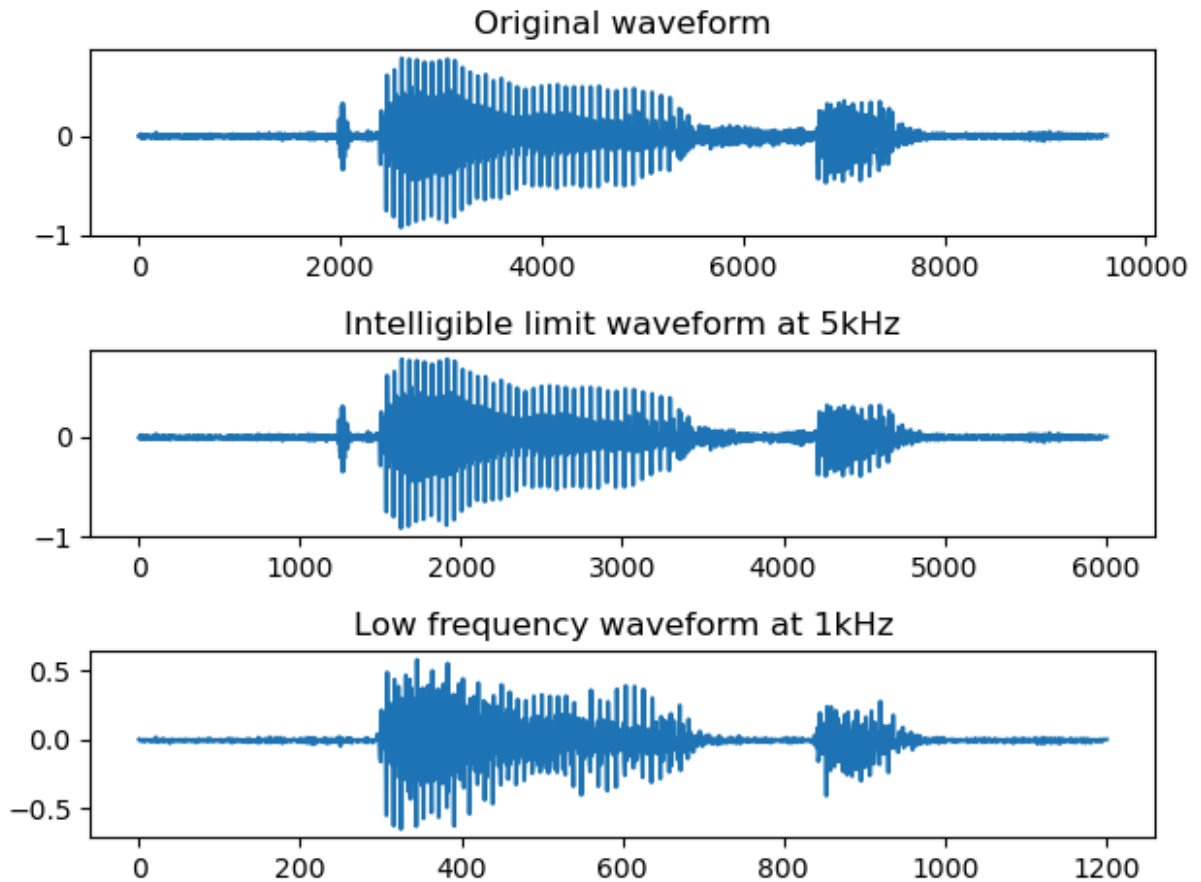 Original waveform
0
−1
0 2000 4000 6000 8000 10000
Intelligible limit waveform at 5kHz
0
−1
0 1000 2000 3000 4000 5000 6000
Low frequency waveform at 1kHz
0.5
0.0
−0.5
0 200 400 600 800 1000 1200